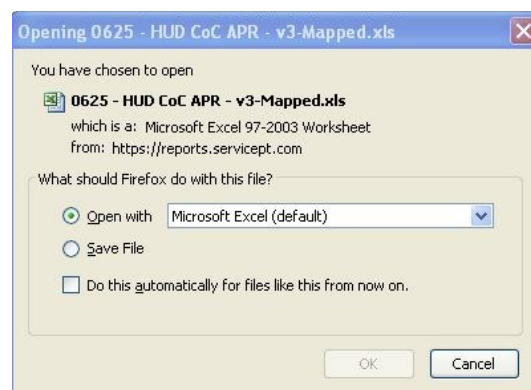 Opening 0625 - HUD CoC APR - v3-Mapped.xls
You have chosen to open
0625 - HUD CoC APR - v3-Mapped.xls
which is a: Microsoft Excel 97-2003 Worksheet
from: https://reports.servicept.com
What should Firefox do with this file?
Open with Microsoft Excel (default)
Save File
Do this automatically for files like this from now on.
OK Cancel